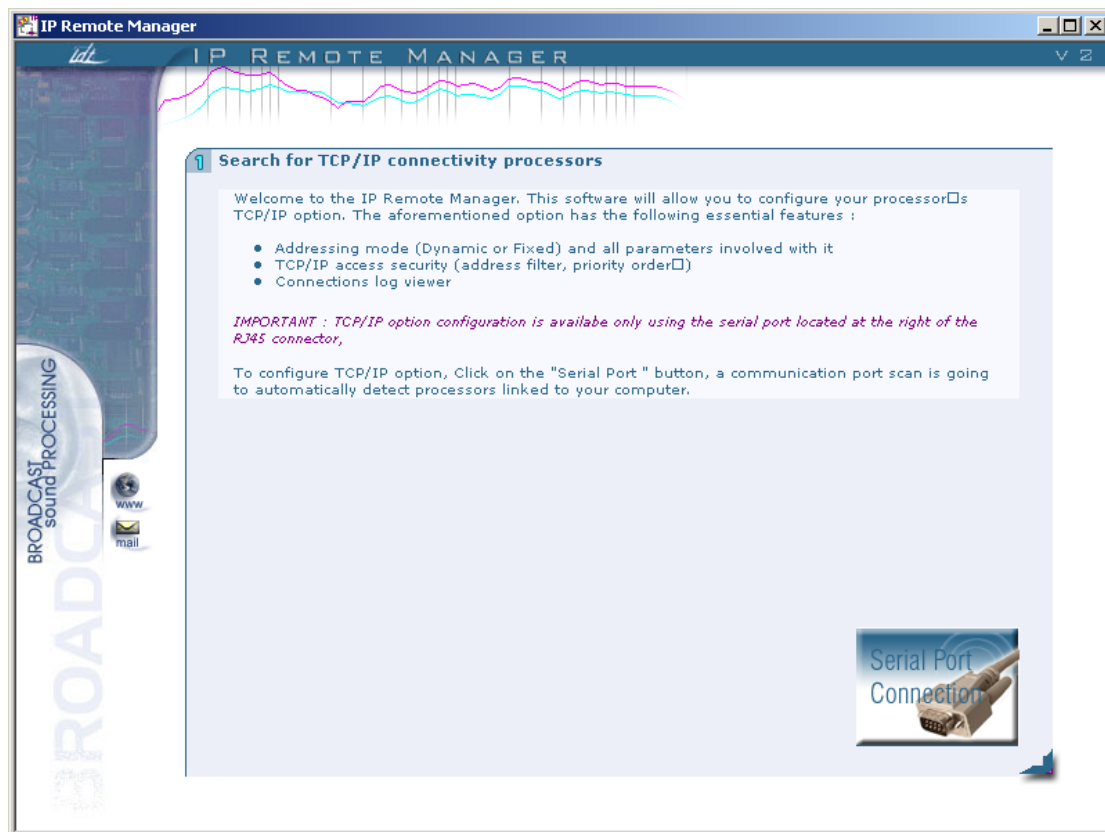 IP Remote Manager
idt
IP REMOTE MANAGER
V 2
1 Search for TCP/IP connectivity processors
Welcome to the IP Remote Manager. This software will allow you to configure your processor□s
TCP/IP option. The aforementioned option has the following essential features :
● Addressing mode (Dynamic or Fixed) and all parameters involved with it
● TCP/IP access security (address filter, priority order□)
● Connections log viewer
IMPORTANT : TCP/IP option configuration is availabe only using the serial port located at the right of the
RJ45 connector,
To configure TCP/IP option, Click on the "Serial Port " button, a communication port scan is going
to automatically detect processors linked to your computer.
BROADCAST
sound PROCESSING
www
mail
BROADCA
Serial Port
Connection